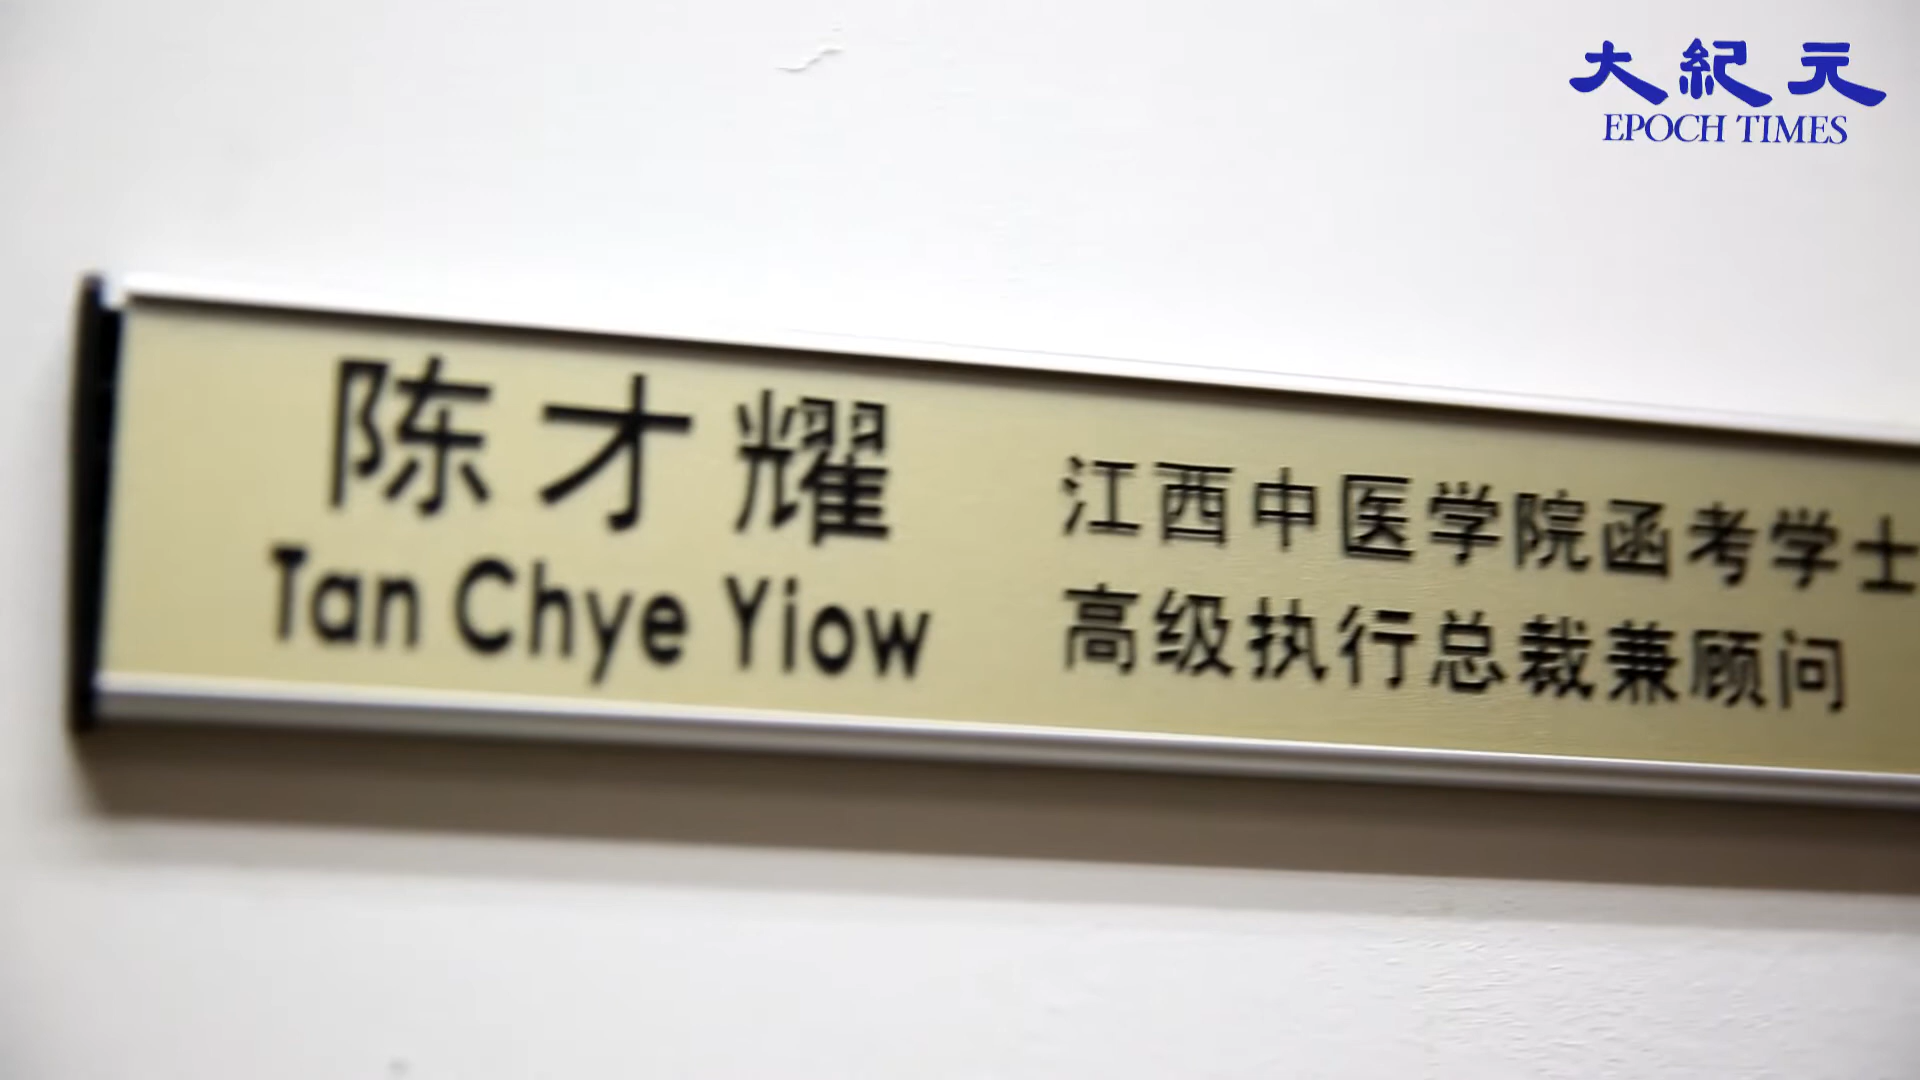 大紀元
EPOCH TIMES
陈才耀
Tan Chye Yiow
江西中医学院函考学士
高级执行总裁兼顾问